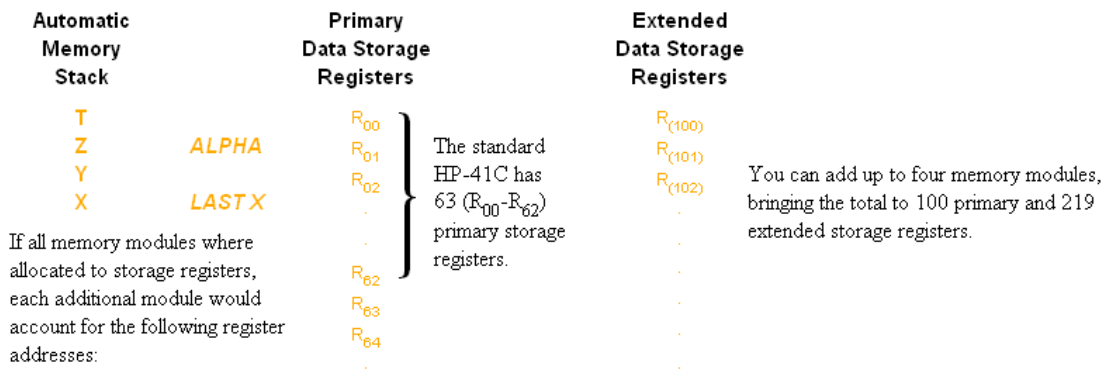 Automatic
Memory
Stack
Primary
Data Storage
Registers
Extended
Data Storage
Registers
T
Z ALPHA
Y
X LAST X
If all memory modules where
allocated to storage registers,
each additional module would
account for the following register
addresses:
R00
R01
R02
.
.
R62
R63
R64
.
The standard
HP-41C has
63 (R00-R62)
primary storage
registers.
R(100)
R(101)
R(102)
.
.
.
.
.
.
You can add up to four memory modules,
bringing the total to 100 primary and 219
extended storage registers.